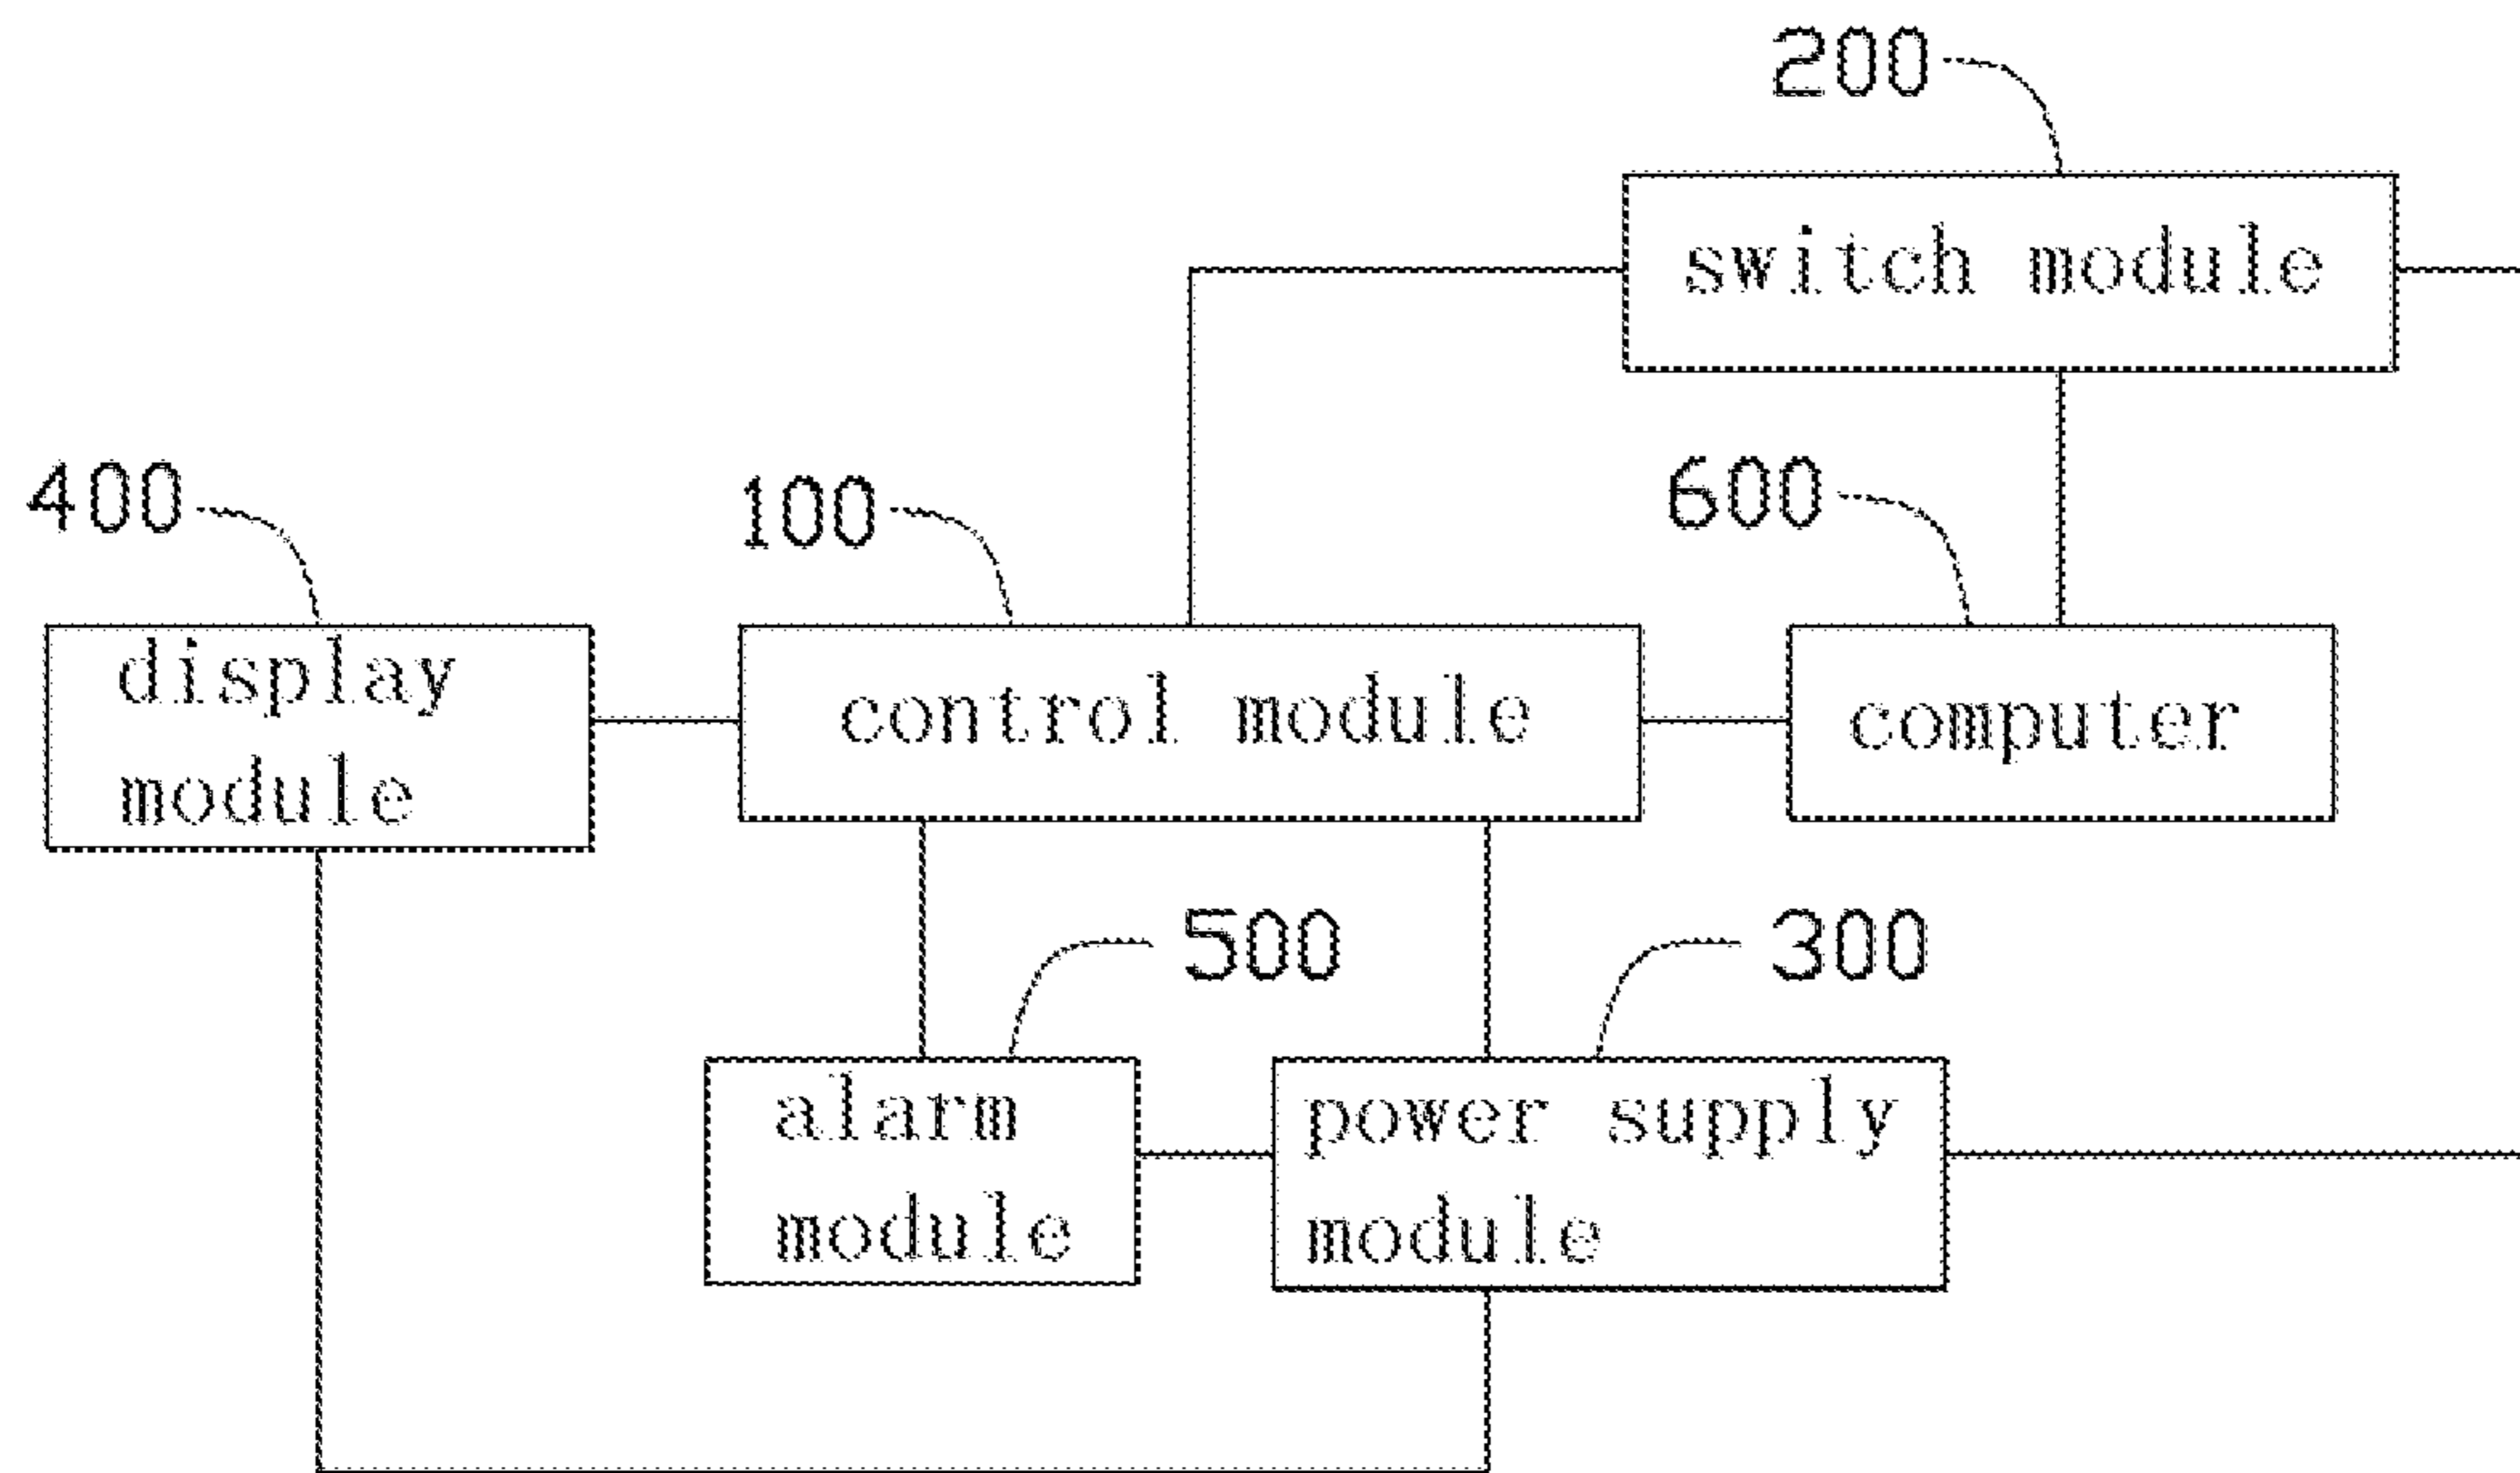 200
switch module
400
100
600
display
module
control module
computer
500
300
alarm
module
power supply
module